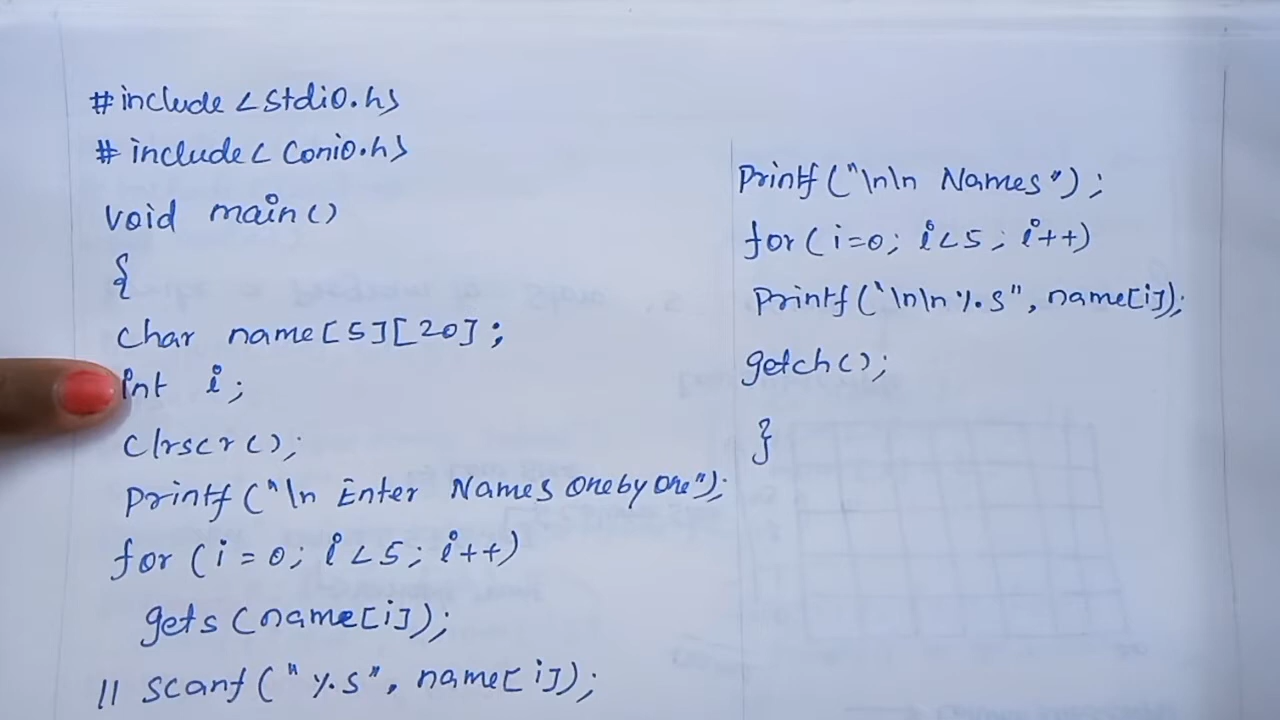 #include <stdio.h>
#include < conio.h>
void main()
{
char name[5][20];
int i;
clrscr();
printf("\n Enter Names one by one");
for (i = 0; i<5; i++)
gets (name[i]);
// scanf("%s", name[i]);
printf("\n\n Names");
for(i=0; i<5; i++)
printf("\n\n%s", name[i]);
getch();
}